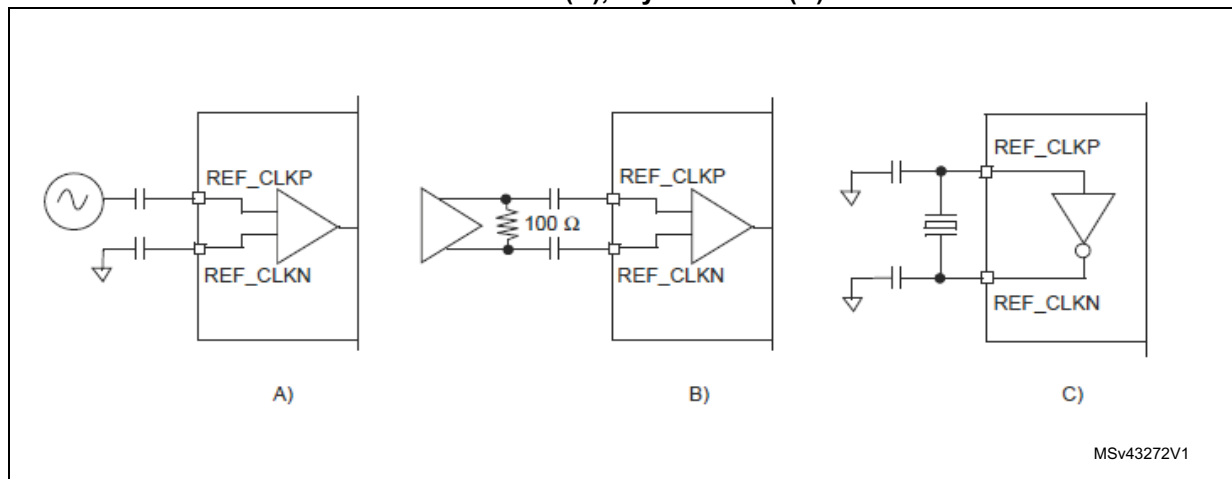 REF_CLKP
REF_CLKN
A)
REF_CLKP
100 Ω
REF_CLKN
B)
REF_CLKP
REF_CLKN
C)
MSv43272V1